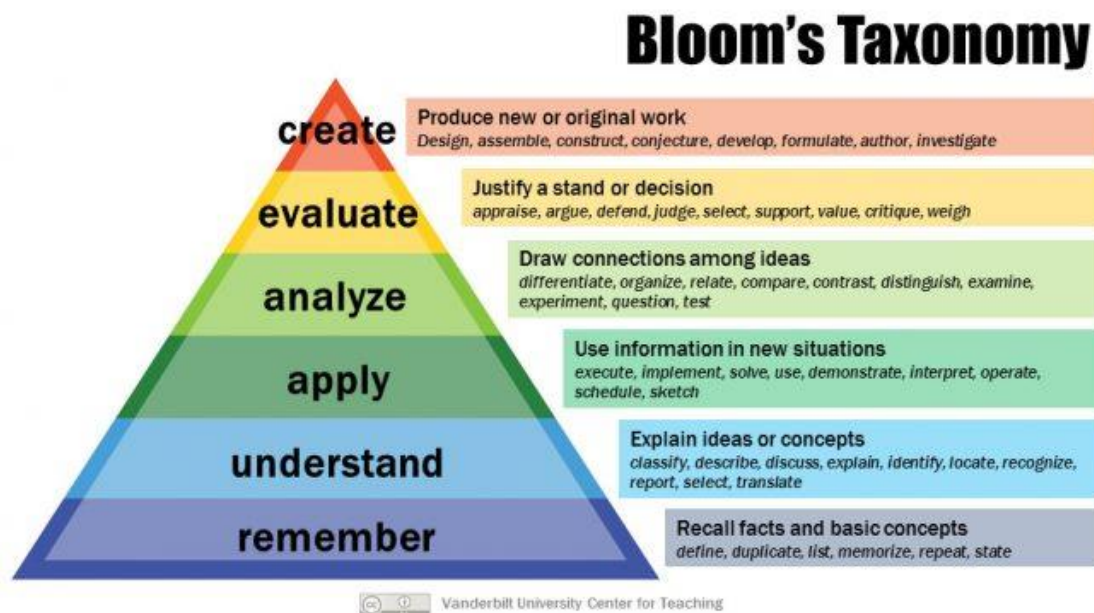 Bloom's Taxonomy
create
Produce new or original work
Design, assemble, construct, conjecture, develop, formulate, author, investigate
evaluate
Justify a stand or decision
appraise, argue, defend, judge, select, support, value, critique, weigh
analyze
Draw connections among ideas
differentiate, organize, relate, compare, contrast, distinguish, examine,
experiment, question, test
apply
Use information in new situations
execute, implement, solve, use, demonstrate, interpret, operate,
schedule, sketch
understand
Explain ideas or concepts
classify, describe, discuss, explain, identify, locate, recognize,
report, select, translate
remember
Recall facts and basic concepts
define, duplicate, list, memorize, repeat, state
cc
Vanderbilt University Center for Teaching